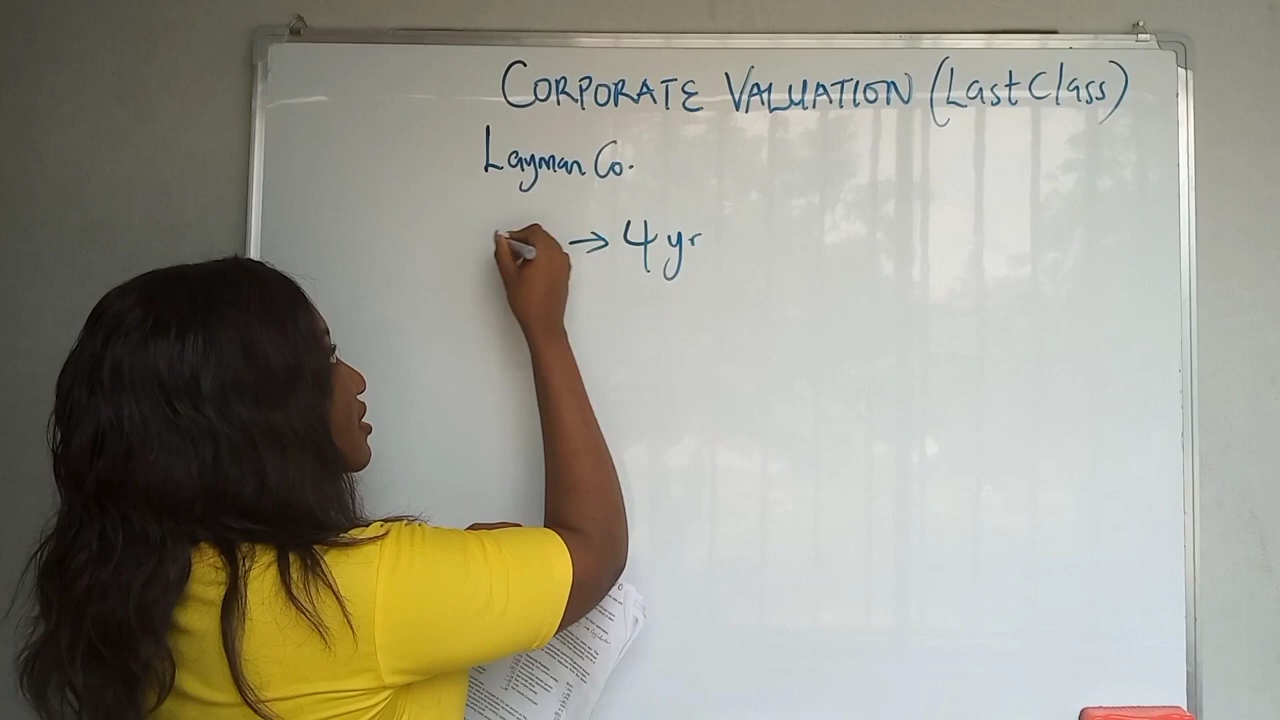 CORPORATE VALUATION (Last Class)
Layman Co.
→ 4 yr